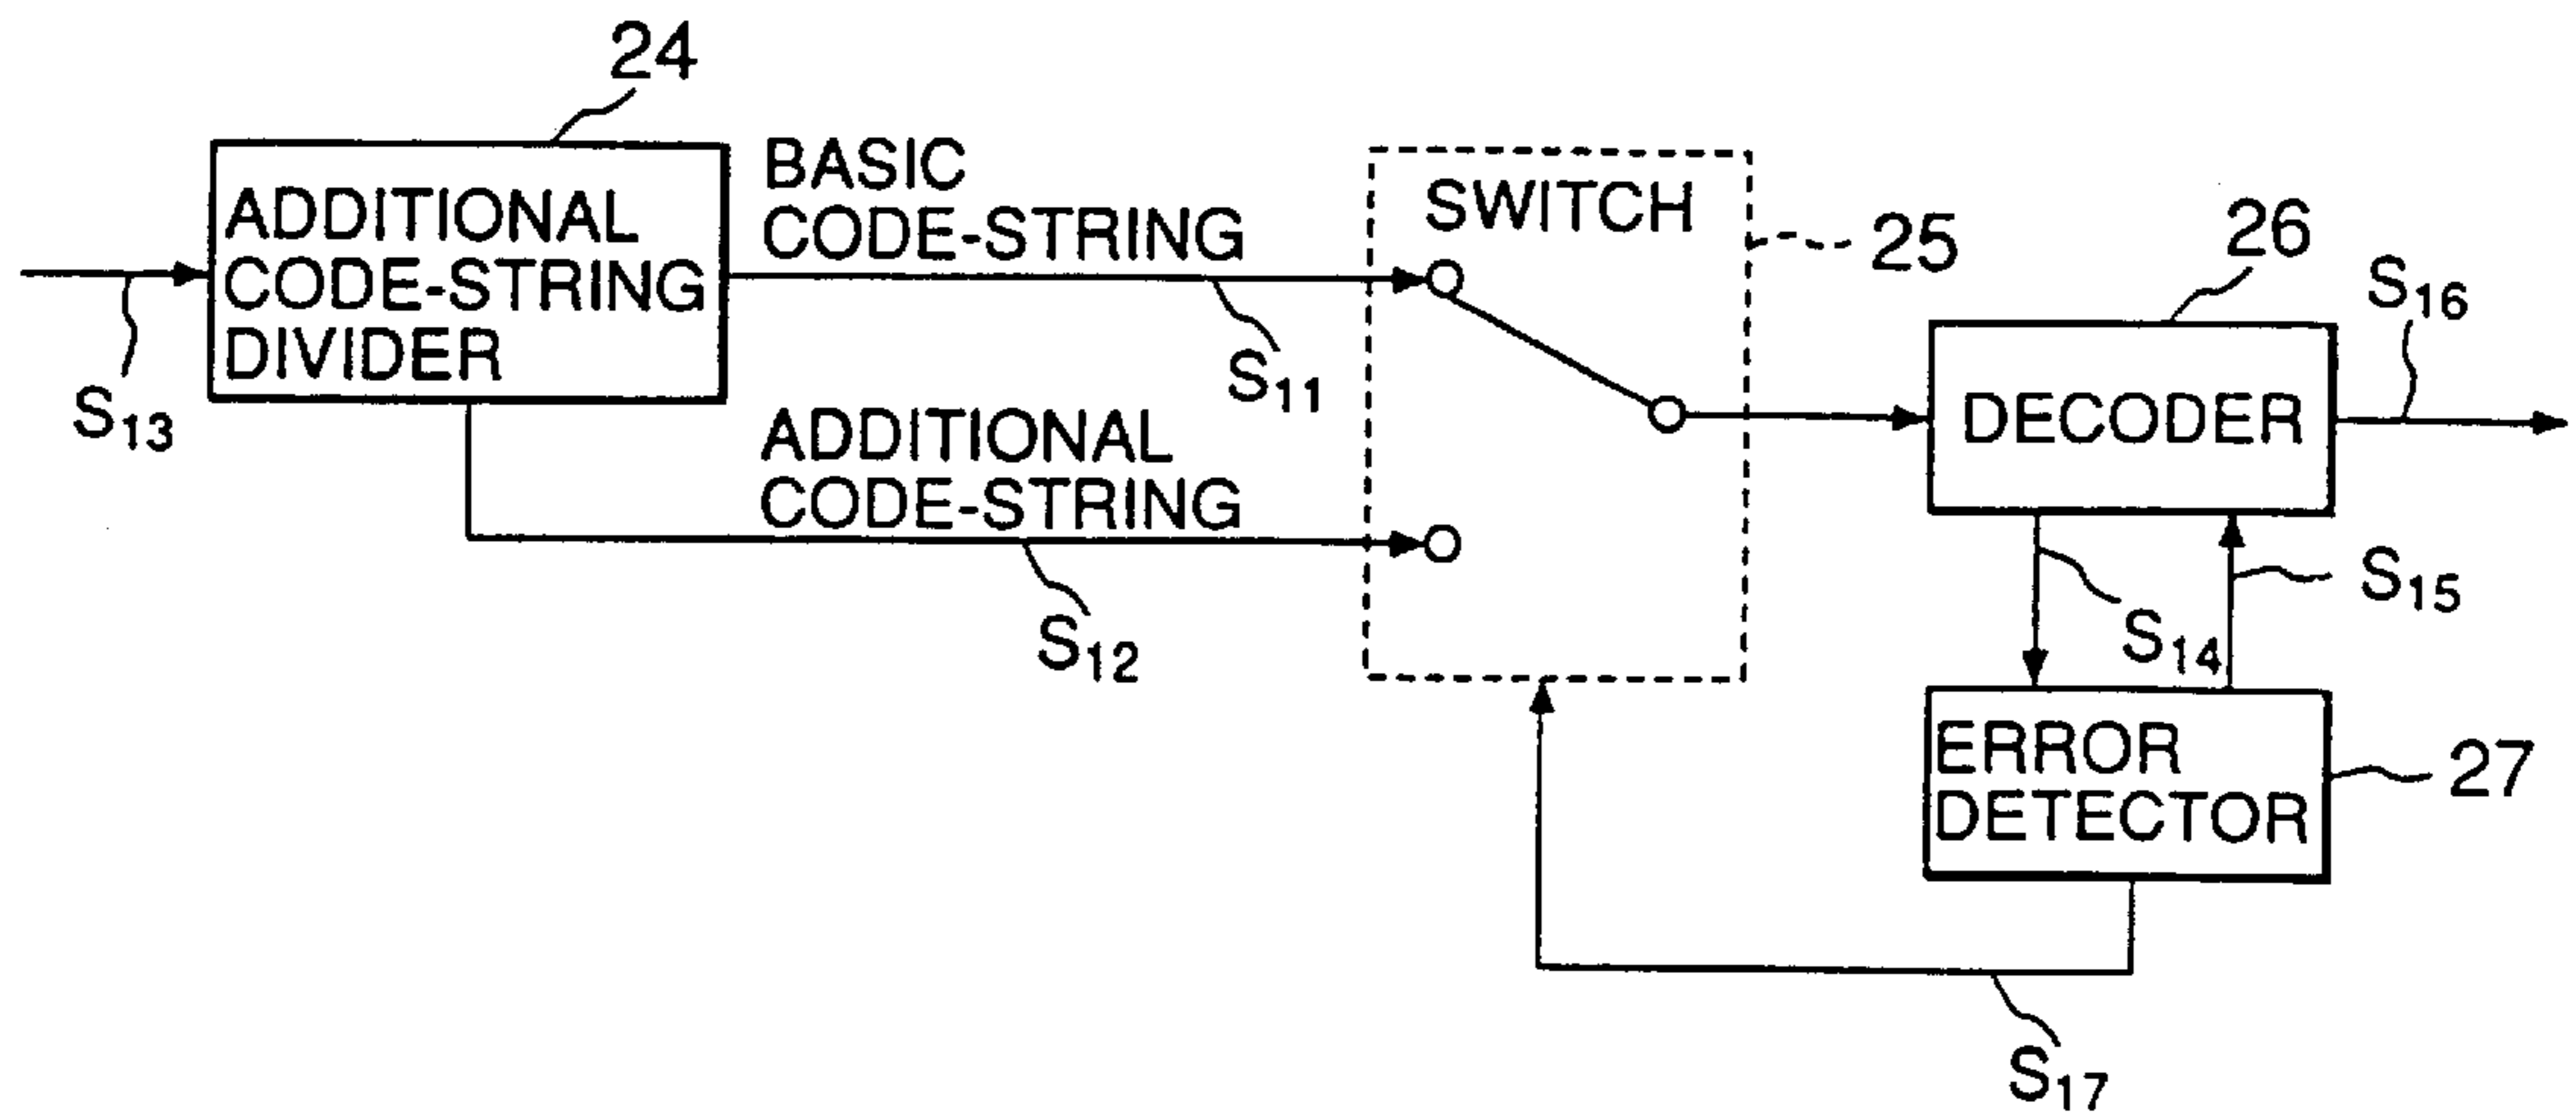 24
ADDITIONAL
CODE-STRING
DIVIDER
S13
BASIC
CODE-STRING
S11
ADDITIONAL
CODE-STRING
S12
SWITCH
25
26
DECODER
S16
S14
S15
ERROR
DETECTOR
27
S17